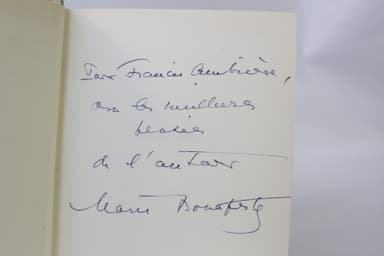 Pour Francis Ambrière,
avec les meilleures
pensées
de l'auteur
Marie Bonaparte